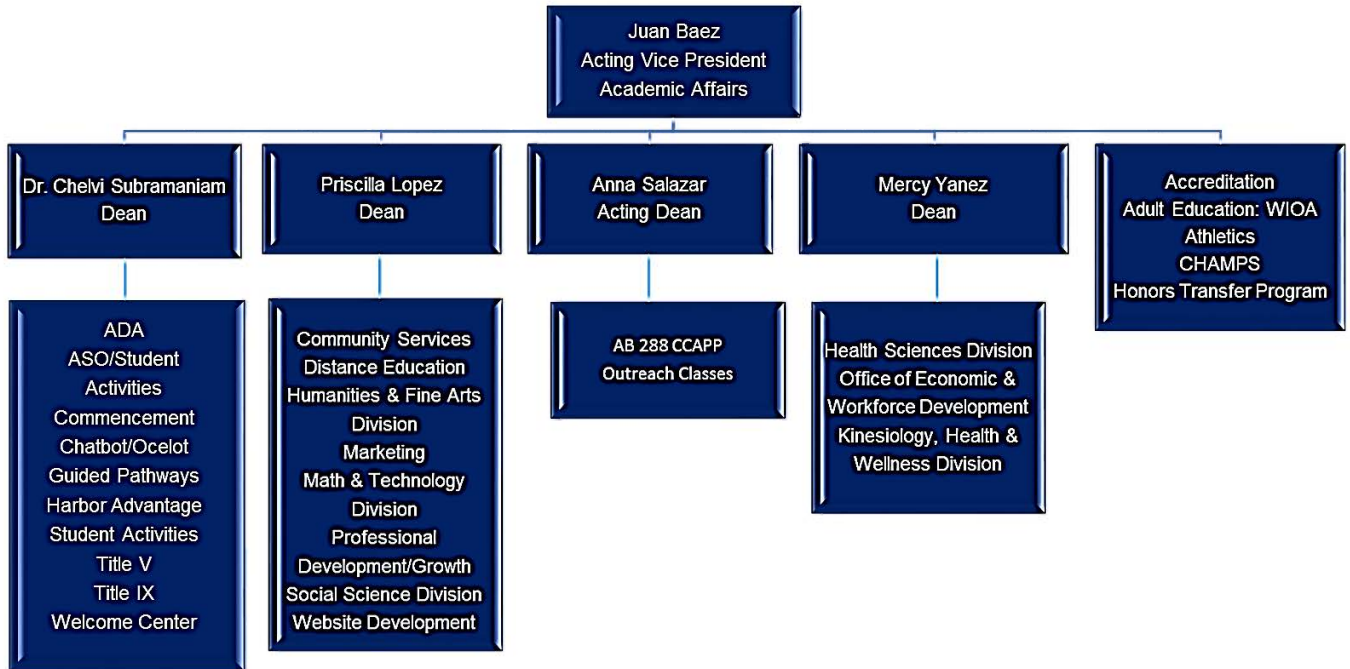 Juan Baez
Acting Vice President
Academic Affairs
Dr. Chelvi Subramaniam
Dean
Priscilla Lopez
Dean
Anna Salazar
Acting Dean
Mercy Yanez
Dean
Accreditation
Adult Education: WIOA
Athletics
CHAMPS
Honors Transfer Program
ADA
ASO/Student
Activities
Commencement
Chatbot/Ocelot
Guided Pathways
Harbor Advantage
Student Activities
Title V
Title IX
Welcome Center
Community Services
Distance Education
Humanities & Fine Arts
Division
Marketing
Math & Technology
Division
Professional
Development/Growth
Social Science Division
Website Development
AB 288 CCAPP
Outreach Classes
Health Sciences Division
Office of Economic &
Workforce Development
Kinesiology, Health &
Wellness Division